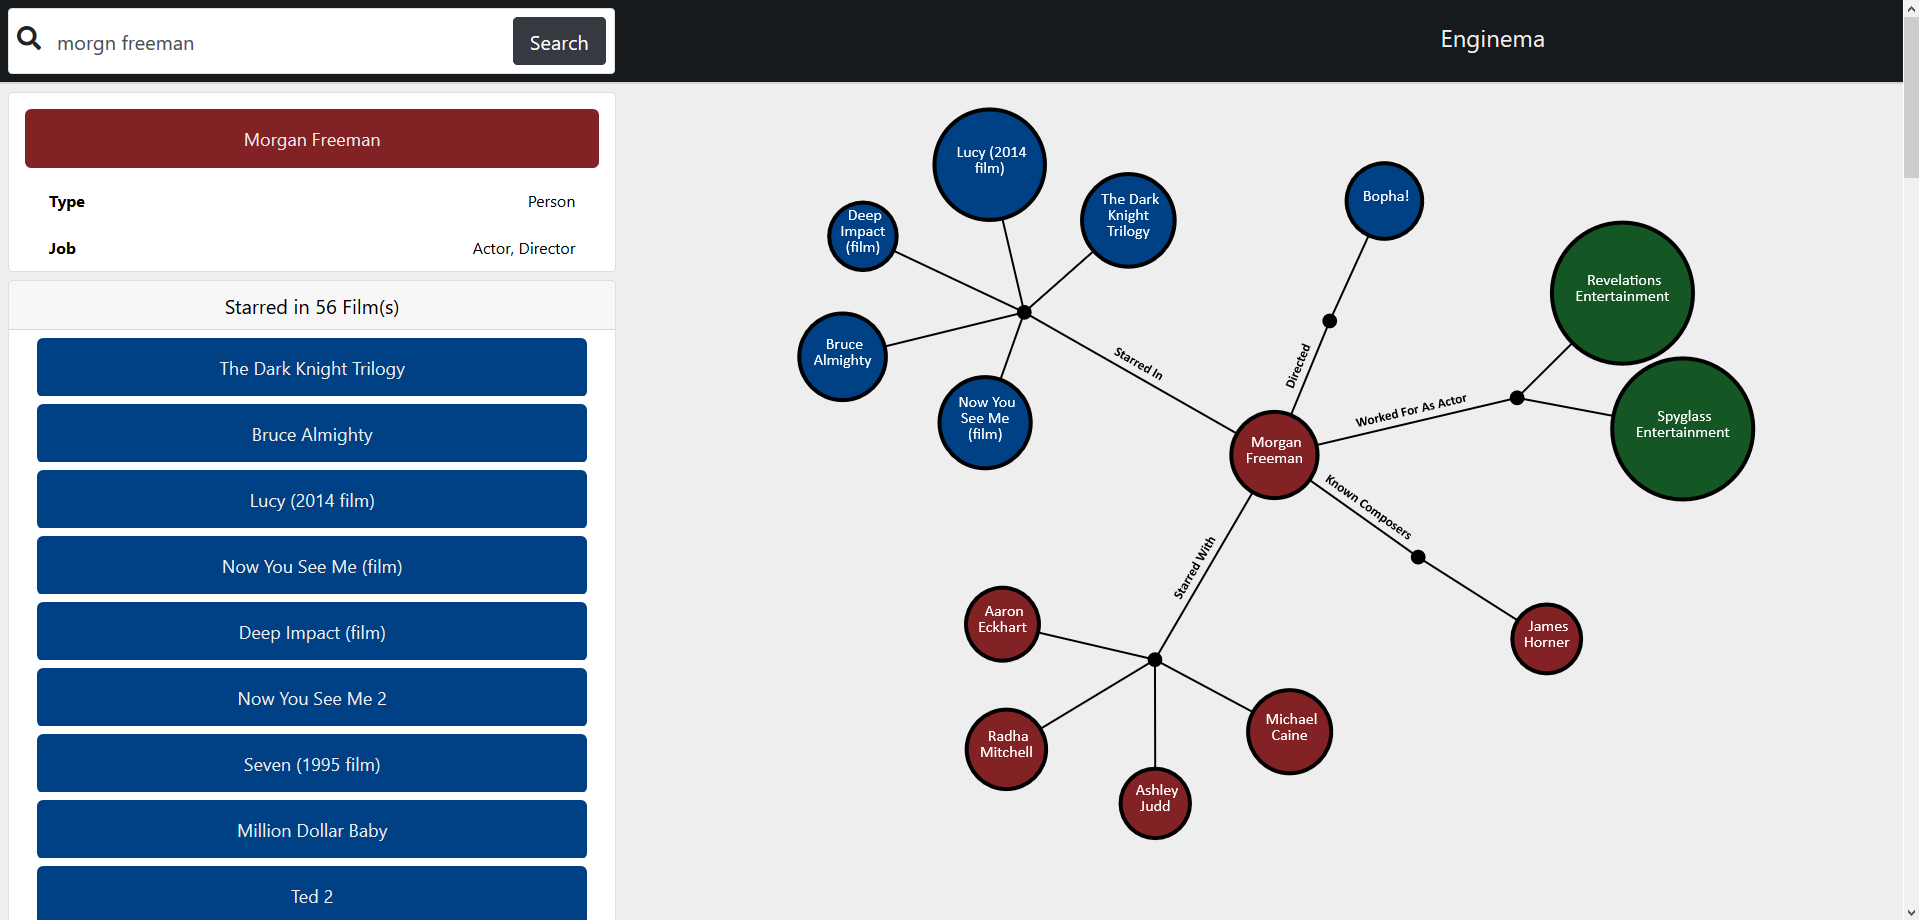 morgn freeman
Search
Enginema
Morgan Freeman
Type
Person
Job
Actor, Director
Starred in 56 Film(s)
The Dark Knight Trilogy
Bruce Almighty
Lucy (2014 film)
Now You See Me (film)
Deep Impact (film)
Now You See Me 2
Seven (1995 film)
Million Dollar Baby
Ted 2
Lucy (2014
film)
The Dark
Knight
Trilogy
Deep
Impact
(film)
Bruce
Almighty
Now You
See Me
(film)
Starred In
Bopha!
Directed
Revelations
Entertainment
Spyglass
Entertainment
Worked For As Actor
Morgan
Freeman
Known Composers
James
Horner
Starred With
Aaron
Eckhart
Radha
Mitchell
Ashley
Judd
Michael
Caine